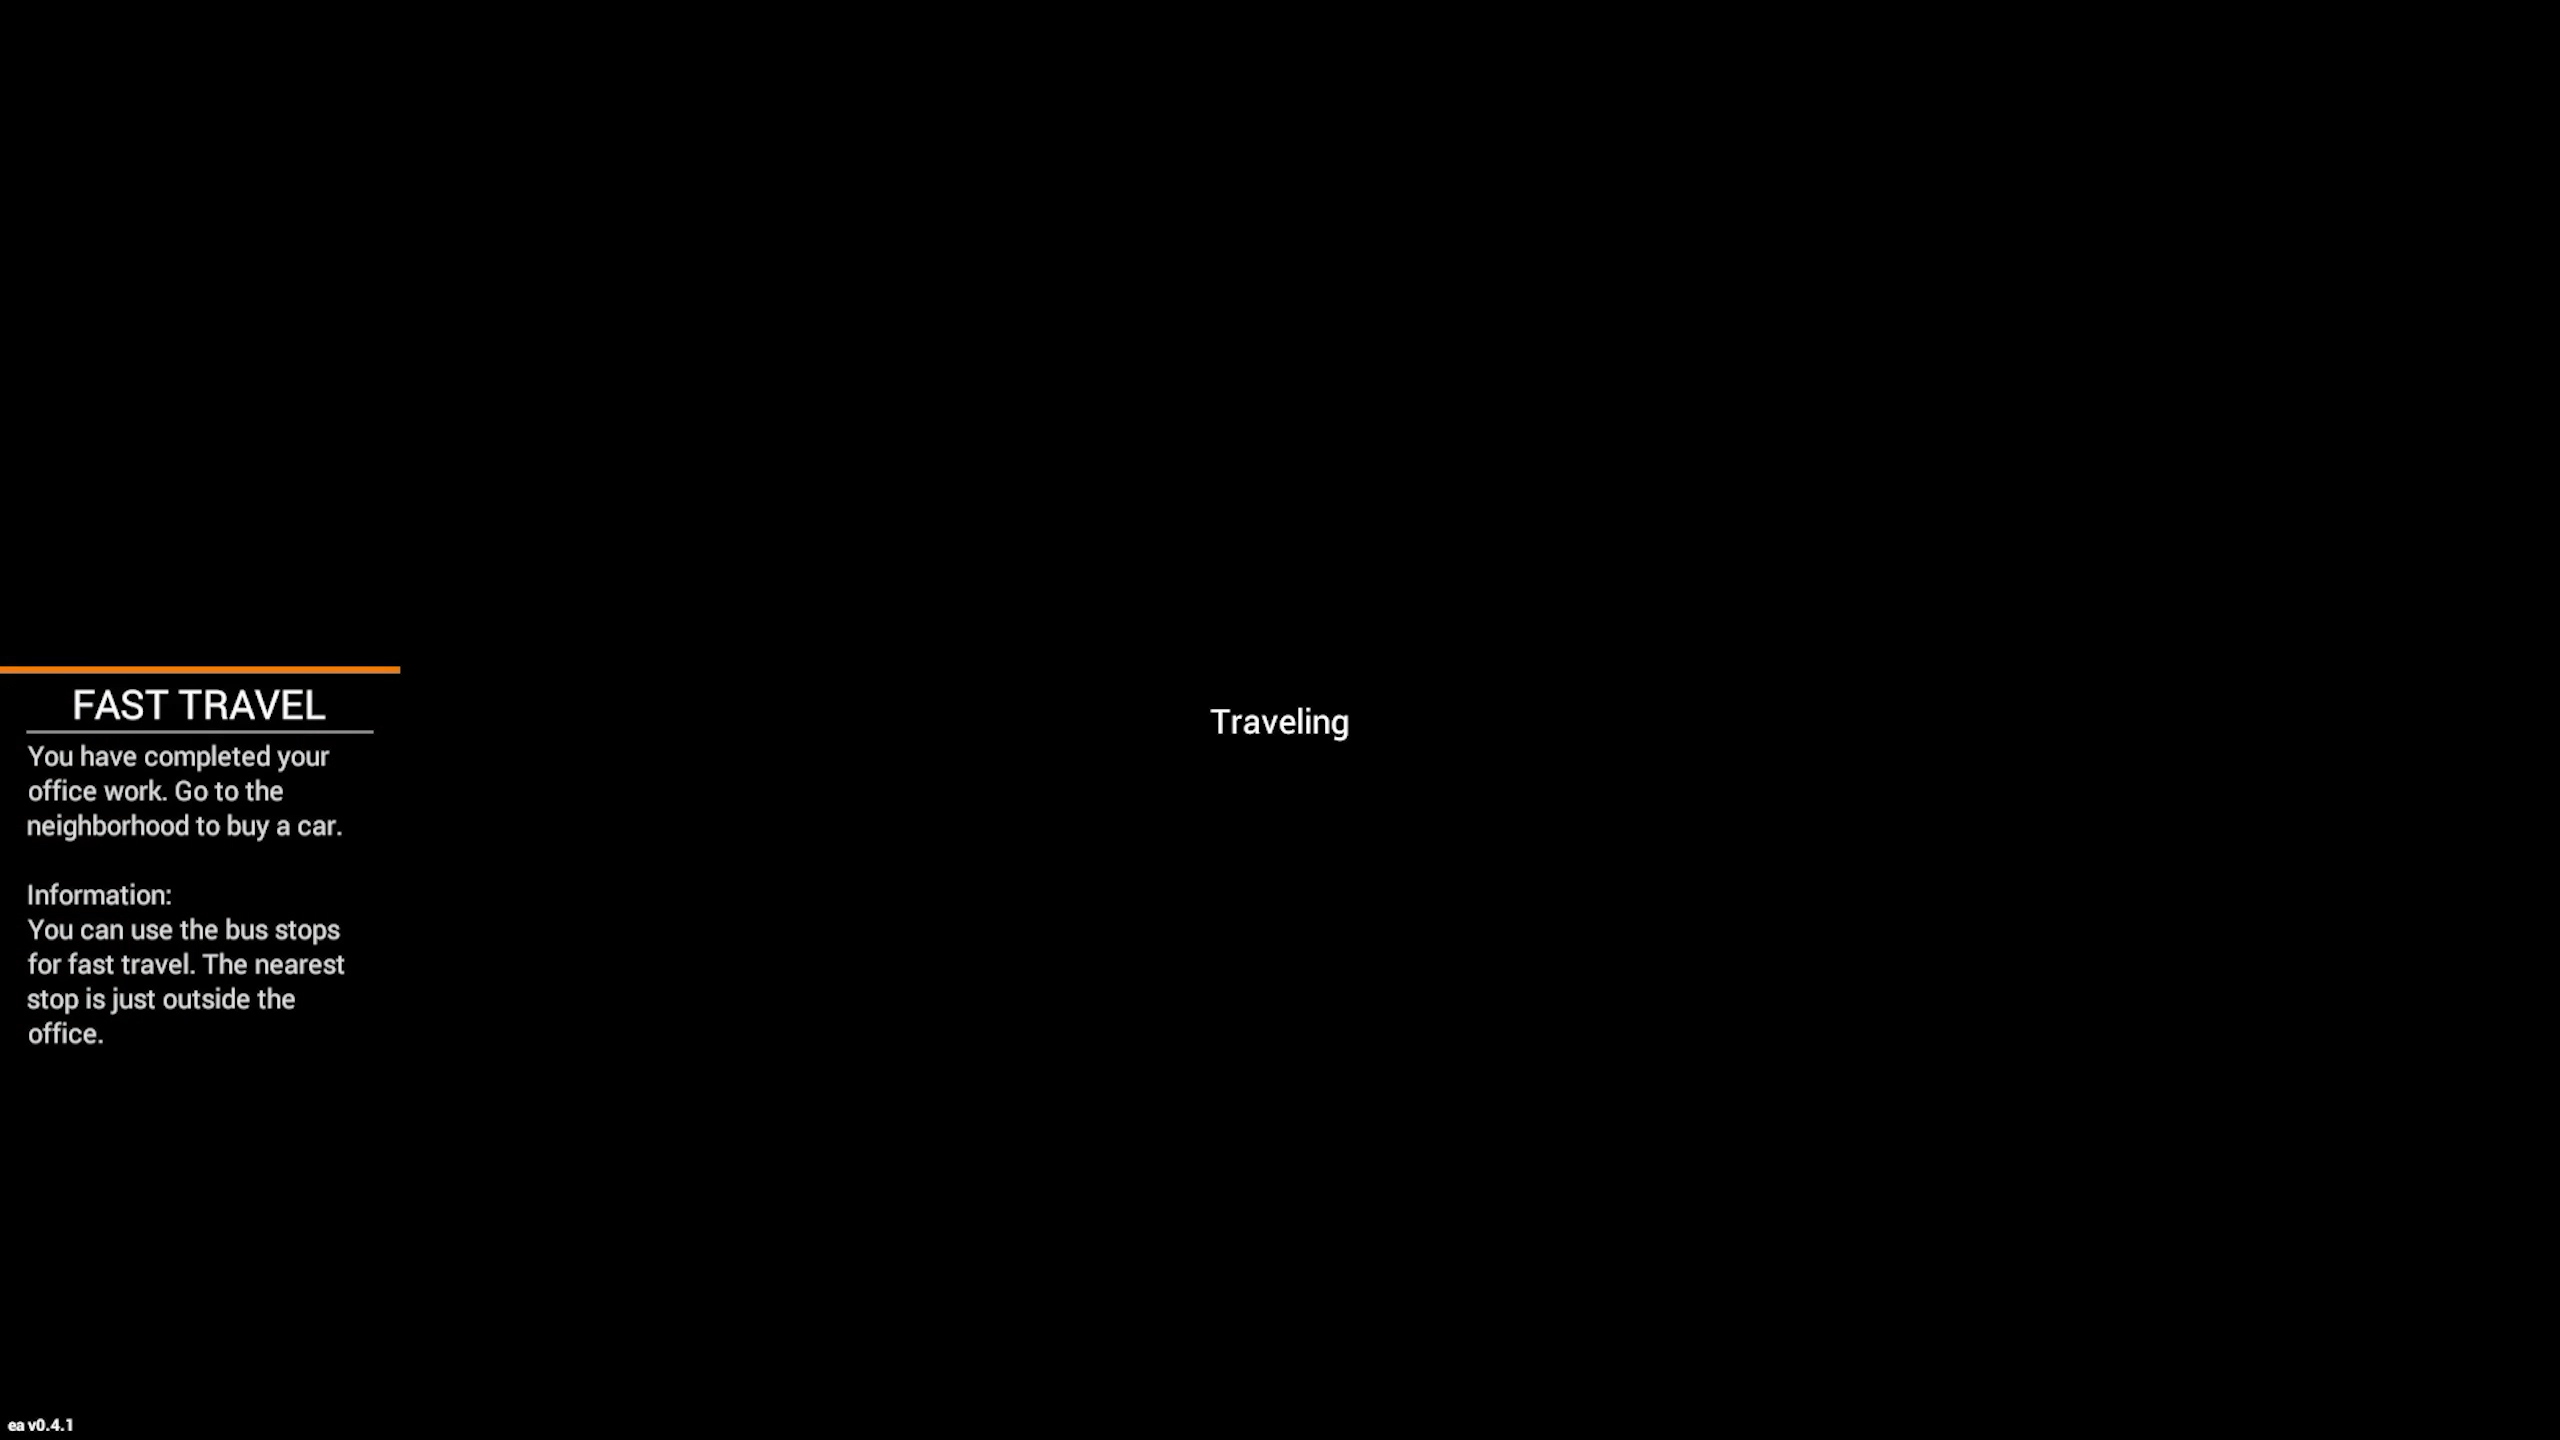 FAST TRAVEL
You have completed your
office work. Go to the
neighborhood to buy a car.
Information:
You can use the bus stops
for fast travel. The nearest
stop is just outside the
office.
Traveling
ea v0.4.1